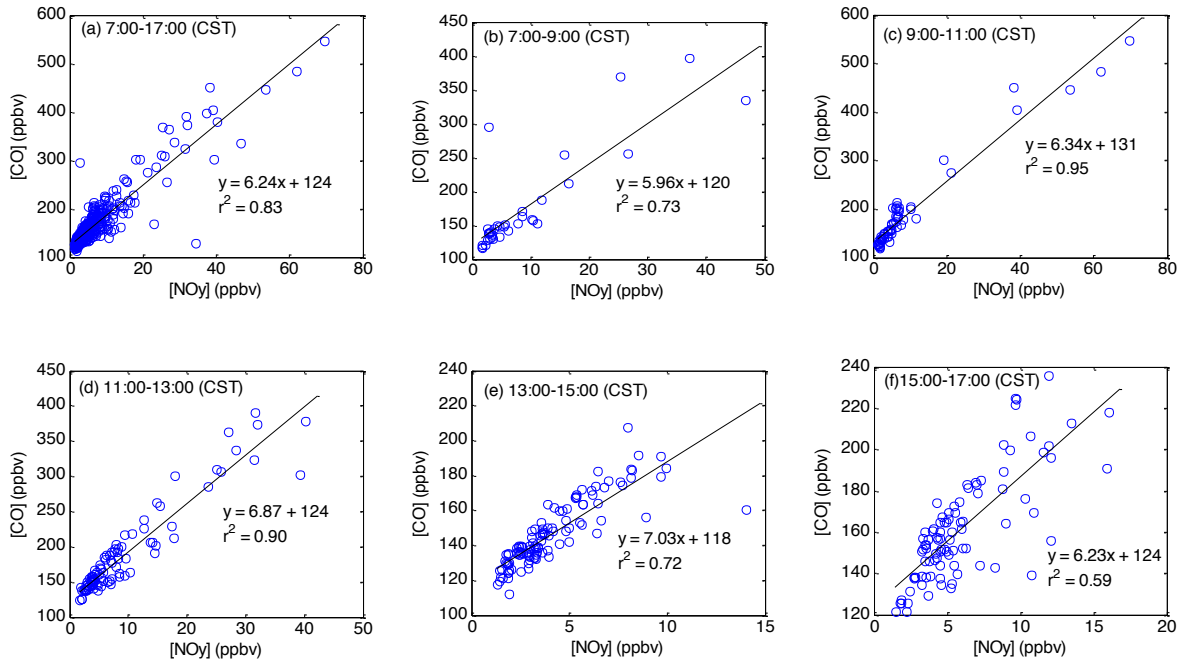 (a) 7:00-17:00 (CST)
600
500
400
300
200
100
[CO] (ppbv)
y = 6.24x + 124
r² = 0.83
0
20
40
60
80
[NOy] (ppbv)
(b) 7:00-9:00 (CST)
450
400
350
300
250
200
150
100
[CO] (ppbv)
y = 5.96x + 120
r² = 0.73
0
10
20
30
40
50
[NOy] (ppbv)
(c) 9:00-11:00 (CST)
600
500
400
300
200
100
[CO] (ppbv)
y = 6.34x + 131
r² = 0.95
0
20
40
60
80
[NOy] (ppbv)
(d) 11:00-13:00 (CST)
450
400
350
300
250
200
150
100
[CO] (ppbv)
y = 6.87 + 124
r² = 0.90
0
10
20
30
40
50
[NOy] (ppbv)
(e) 13:00-15:00 (CST)
240
220
200
180
160
140
120
100
[CO] (ppbv)
y = 7.03x + 118
r² = 0.72
0
5
10
15
[NOy] (ppbv)
(f)15:00-17:00 (CST)
240
220
200
180
160
140
120
[CO] (ppbv)
y = 6.23x + 124
r² = 0.59
0
5
10
15
20
[NOy] (ppbv)